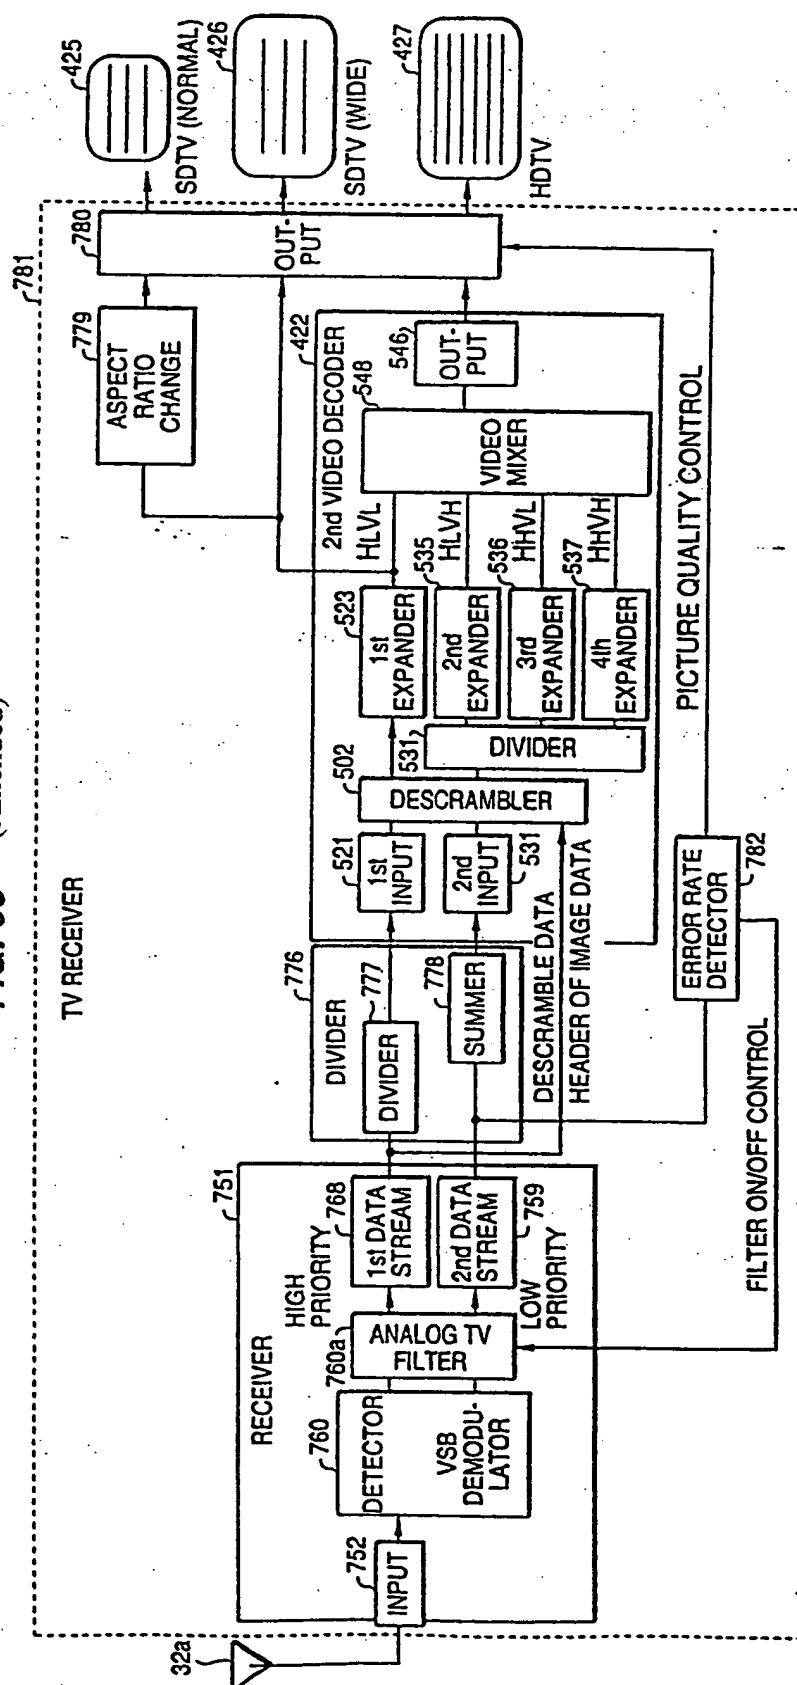 TV RECEIVER
781
32a
751
RECEIVER
752
INPUT
760
DETECTOR
VSB
DEMODU-
LATOR
760a
ANALOG TV
FILTER
HIGH
PRIORITY
768
1st DATA
STREAM
2nd DATA
STREAM
759
LOW
PRIORITY
776
DIVIDER
777
DIVIDER
778
SUMMER
DESCRAMBLE DATA
HEADER OF IMAGE DATA
422
2nd VIDEO DECODER
521
1st
INPUT
2nd
INPUT
531
502
DESCRAMBLER
531
DIVIDER
523
1st
EXPANDER
535
2nd
EXPANDER
536
3rd
EXPANDER
537
4th
EXPANDER
HLVL
HLVH
HHVL
HHVH
548
VIDEO
MIXER
546
OUT-
PUT
779
ASPECT
RATIO
CHANGE
780
OUT-
PUT
425
SDTV (NORMAL)
426
SDTV (WIDE)
427
HDTV
FILTER ON/OFF CONTROL
ERROR RATE
DETECTOR
782
PICTURE QUALITY CONTROL